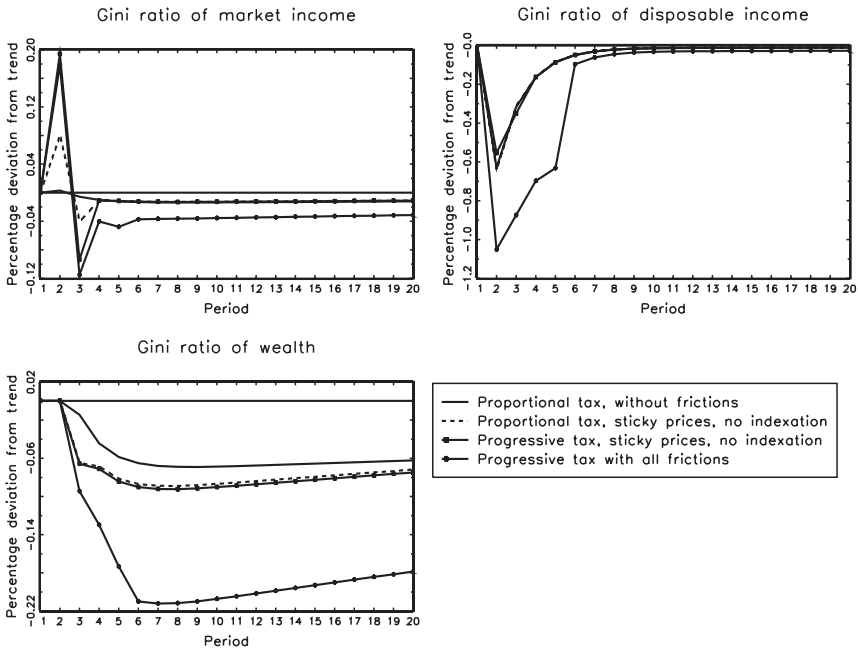 Gini ratio of market income
Percentage deviation from trend
0.20
0.12
0.04
-0.04
-0.12
1 2 3 4 5 6 7 8 9 10 11 12 13 14 15 16 17 18 19 20
Period
Gini ratio of disposable income
Percentage deviation from trend
-0.0
-0.2
-0.4
-0.6
-0.8
-1.0
-1.2
1 2 3 4 5 6 7 8 9 10 11 12 13 14 15 16 17 18 19 20
Period
Gini ratio of wealth
Percentage deviation from trend
0.02
-0.06
-0.14
-0.22
1 2 3 4 5 6 7 8 9 10 11 12 13 14 15 16 17 18 19 20
Period
Proportional tax, without frictions
Proportional tax, sticky prices, no indexation
Progressive tax, sticky prices, no indexation
Progressive tax with all frictions